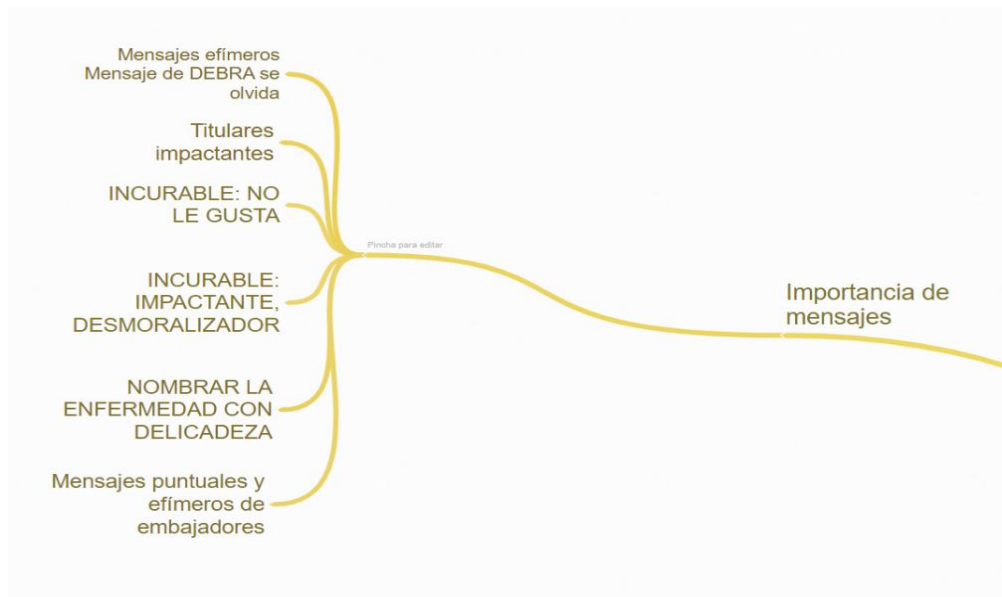 Mensajes efímeros
Mensaje de DEBRA se
olvida
Titulares
impactantes
INCURABLE: NO
LE GUSTA
INCURABLE:
IMPACTANTE,
DESMORALIZADOR
NOMBRAR LA
ENFERMEDAD CON
DELICADEZA
Mensajes puntuales y
efímeros de
embajadores
Pincha para editar
Importancia de
mensajes